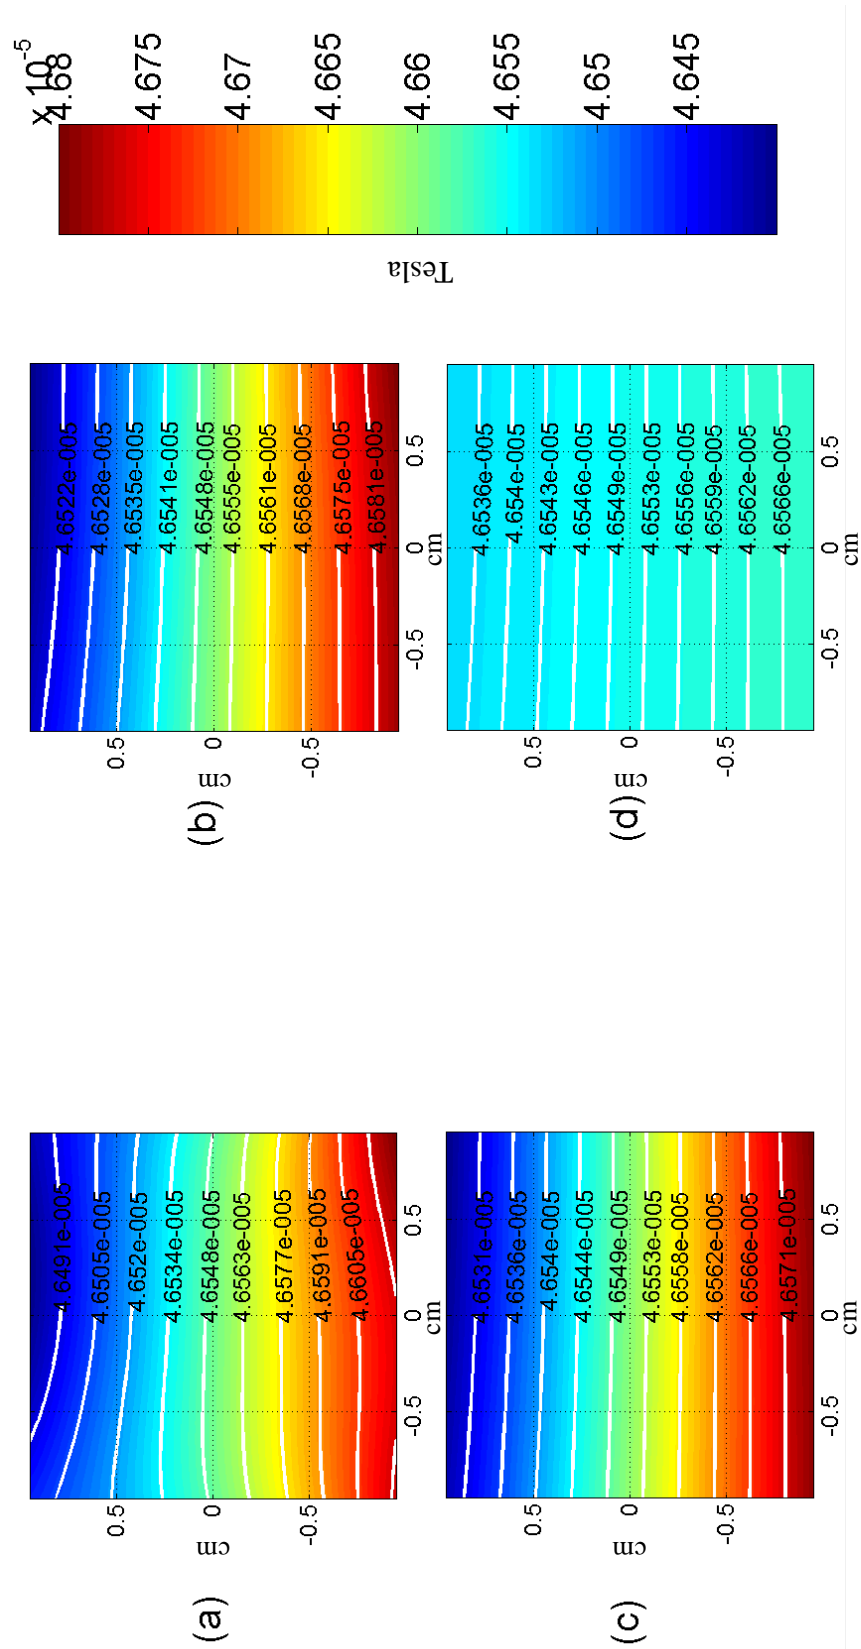 (a)
cm
0.5
0
-0.5
4.6491e-005
4.6505e-005
4.652e-005
4.6534e-005
4.6548e-005
4.6563e-005
4.6577e-005
4.6591e-005
4.6605e-005
-0.5
0
0.5
cm
(b)
cm
0.5
0
-0.5
4.6522e-005
4.6528e-005
4.6535e-005
4.6541e-005
4.6548e-005
4.6555e-005
4.6561e-005
4.6568e-005
4.6575e-005
4.6581e-005
-0.5
0
0.5
cm
(c)
cm
0.5
0
-0.5
4.6531e-005
4.6536e-005
4.654e-005
4.6544e-005
4.6549e-005
4.6553e-005
4.6558e-005
4.6562e-005
4.6566e-005
4.6571e-005
-0.5
0
0.5
cm
(d)
cm
0.5
0
-0.5
4.6536e-005
4.654e-005
4.6543e-005
4.6546e-005
4.6549e-005
4.6553e-005
4.6556e-005
4.6559e-005
4.6562e-005
4.6566e-005
-0.5
0
0.5
cm
Tesla
x 10-5
4.68
4.675
4.67
4.665
4.66
4.655
4.65
4.645